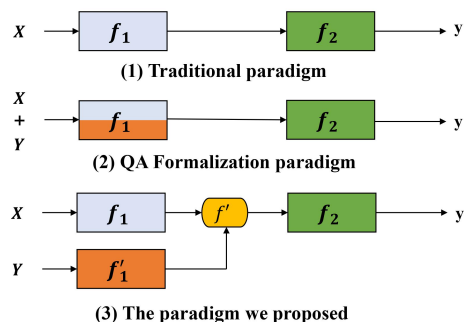 X f₁ f₂ y
(1) Traditional paradigm
X
+
Y
f₁ f₂ y
(2) QA Formalization paradigm
X f₁ f′ f₂ y
Y f′₁
(3) The paradigm we proposed